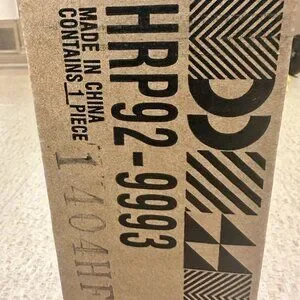 HRP92-9993
MADE IN CHINA
CONTAINS 1 PIECE
1404HF